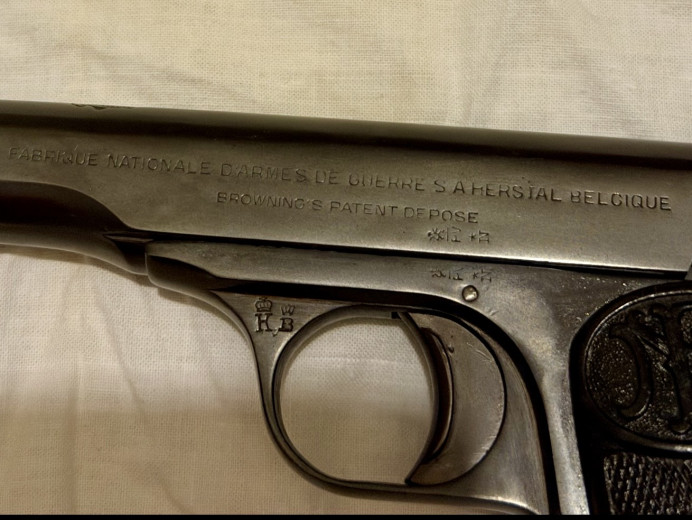 FABRIQUE NATIONALE D'ARMES DE GUERRE S A HERSTAL BELGIQUE
BROWNING'S PATENT DEPOSE
K B